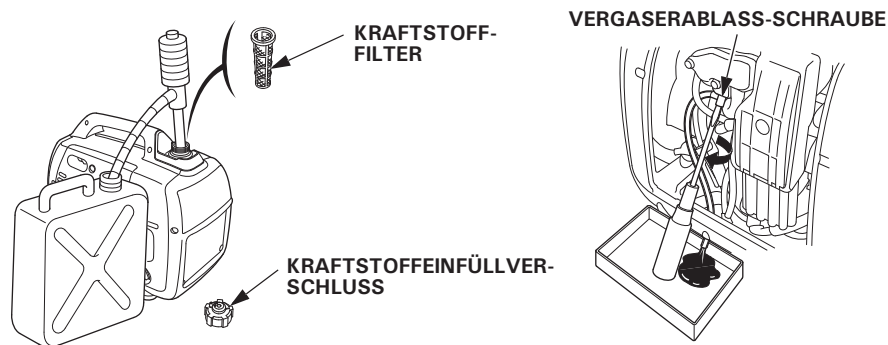 KRAFTSTOFF-
FILTER
KRAFTSTOFFEINFÜLLVER-
SCHLUSS
VERGASERABLASS-SCHRAUBE